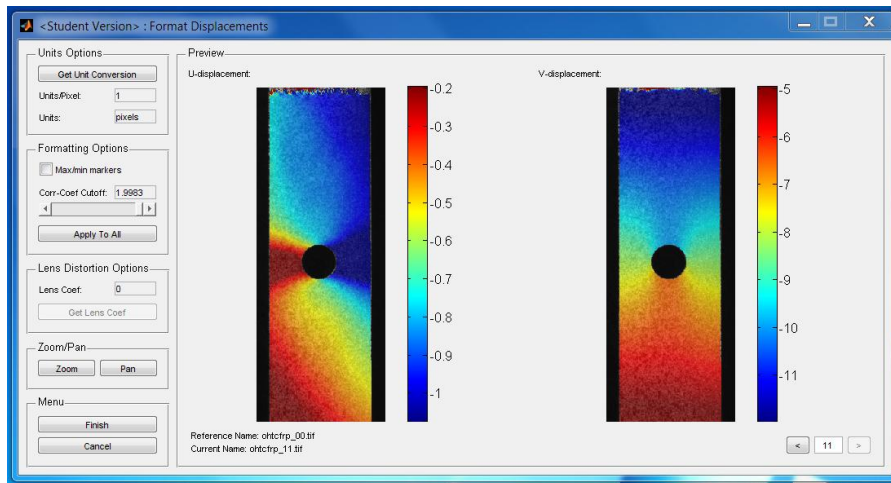 <Student Version> : Format Displacements
Units Options
Get Unit Conversion
Units/Pixel: 1
Units: pixels
Formatting Options
Max/min markers
Corr-Coef Cutoff: 1.9983
Apply To All
Lens Distortion Options
Lens Coef: 0
Get Lens Coef
Zoom/Pan
Zoom Pan
Menu
Finish
Cancel
Preview
U-displacement:
-0.2
-0.3
-0.4
-0.5
-0.6
-0.7
-0.8
-0.9
-1
V-displacement:
-5
-6
-7
-8
-9
-10
-11
Reference Name: ohtcfrp_00.tif
Current Name: ohtcfrp_11.tif
< 11 >